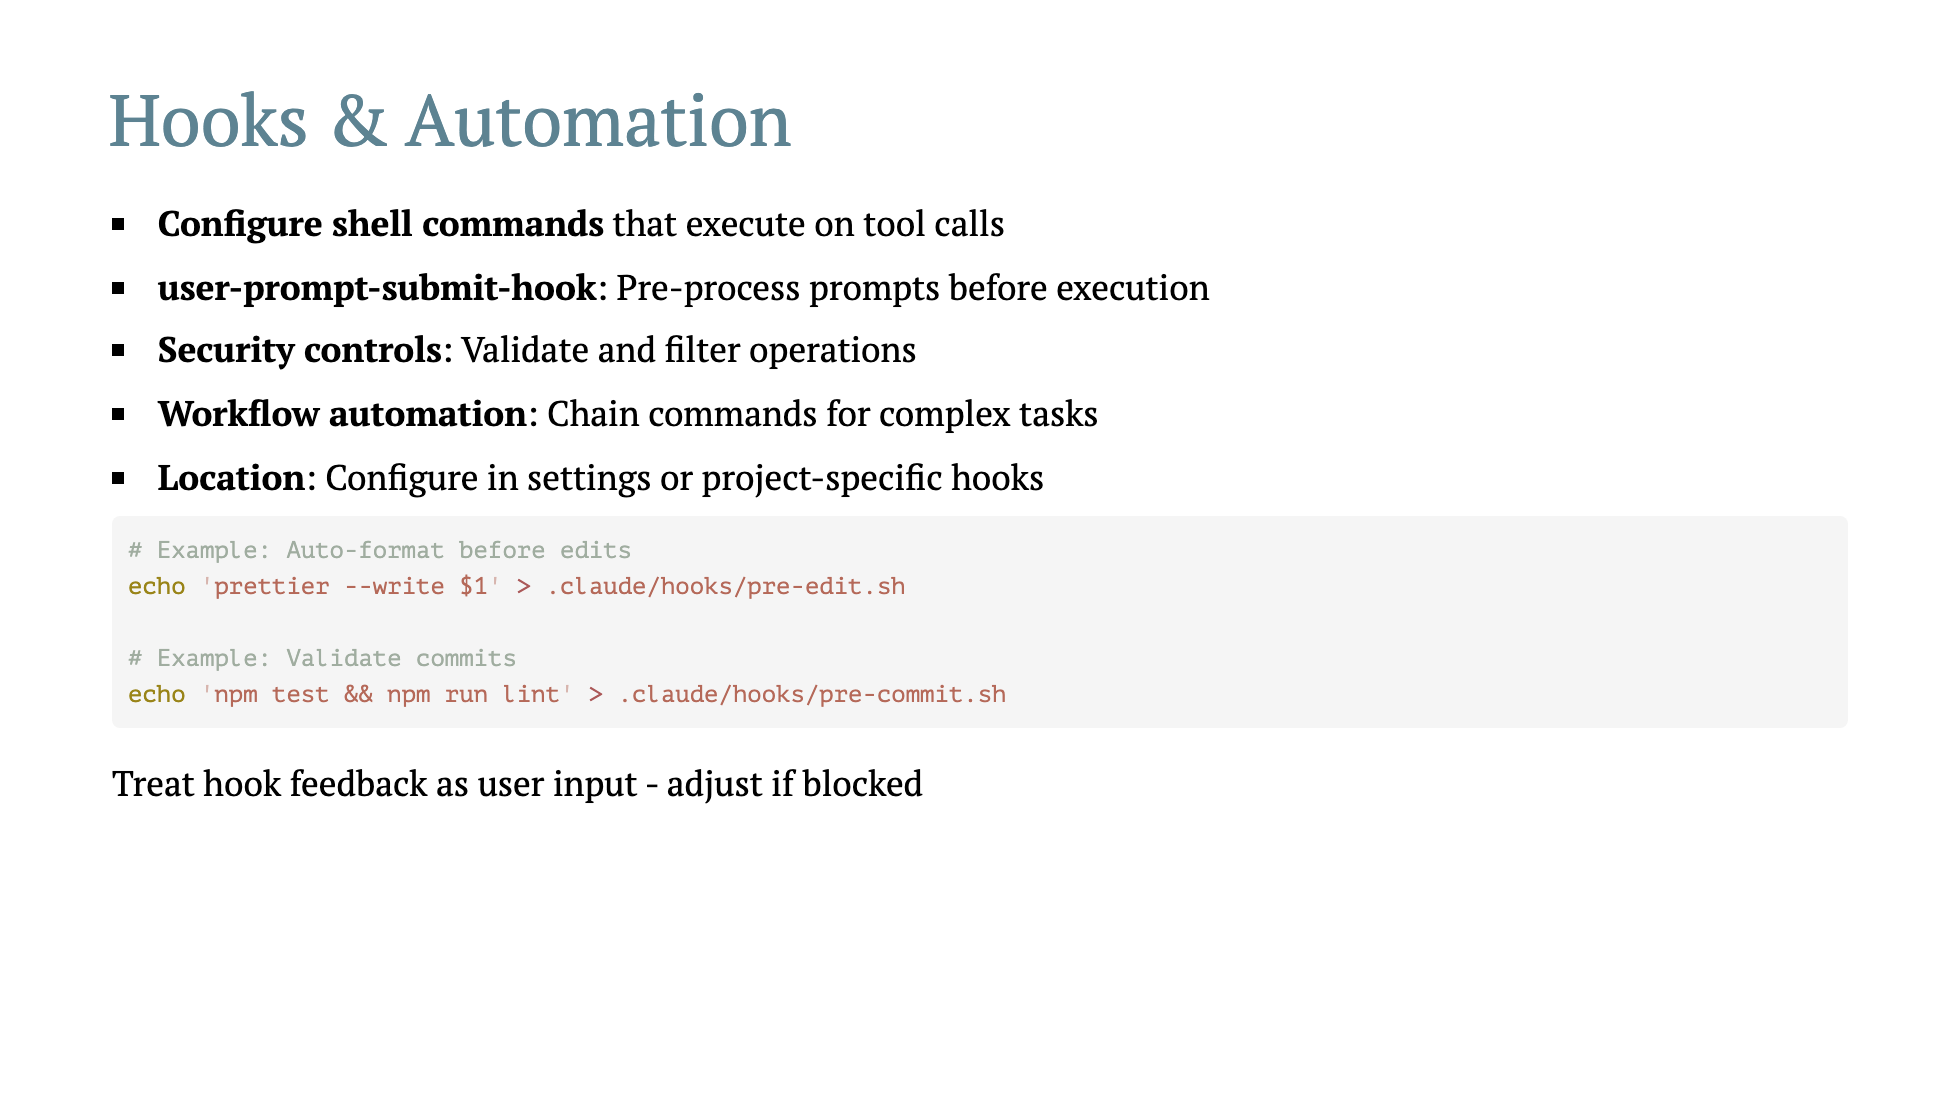 Hooks & Automation
▪ Configure shell commands that execute on tool calls
▪ user-prompt-submit-hook: Pre-process prompts before execution
▪ Security controls: Validate and filter operations
▪ Workflow automation: Chain commands for complex tasks
▪ Location: Configure in settings or project-specific hooks
# Example: Auto-format before edits
echo 'prettier --write $1' > .claude/hooks/pre-edit.sh
# Example: Validate commits
echo 'npm test && npm run lint' > .claude/hooks/pre-commit.sh
Treat hook feedback as user input - adjust if blocked